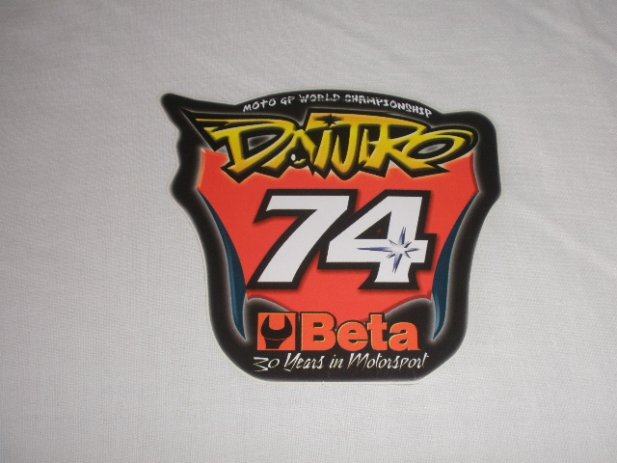 MOTO GP WORLD CHAMPIONSHIP
DAIJIRO
74
Beta
30 Years in Motorsport